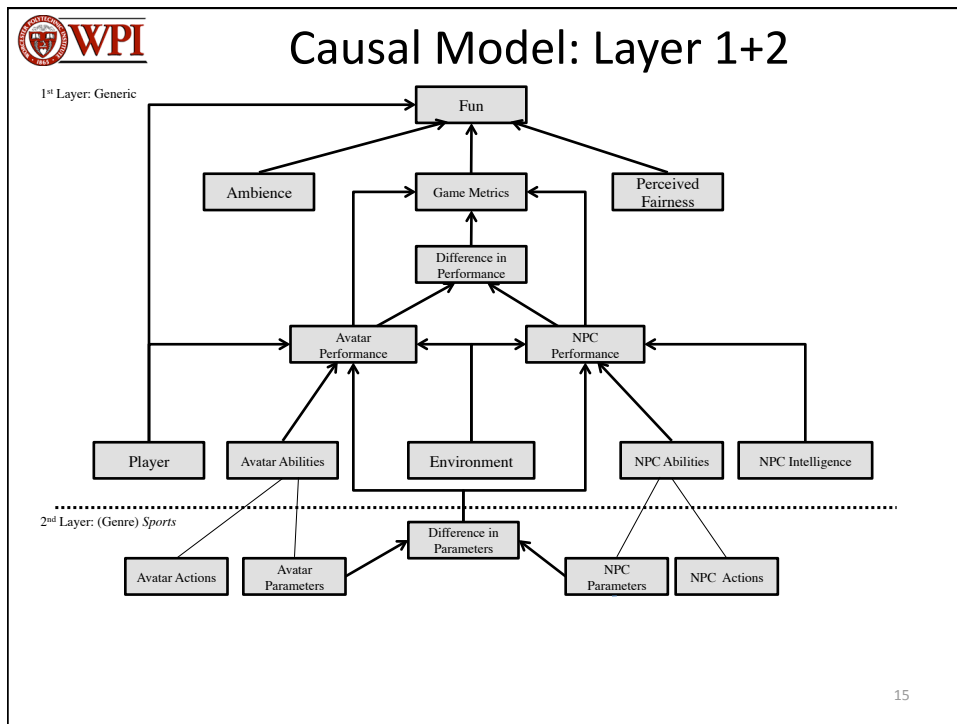 WPI
Causal Model: Layer 1+2
1st Layer: Generic
Fun
Ambience
Game Metrics
Perceived
Fairness
Difference in
Performance
Avatar
Performance
NPC
Performance
Player
Avatar Abilities
Environment
NPC Abilities
NPC Intelligence
2nd Layer: (Genre) Sports
Difference in
Parameters
Avatar Actions
Avatar
Parameters
NPC
Parameters
NPC Actions
15